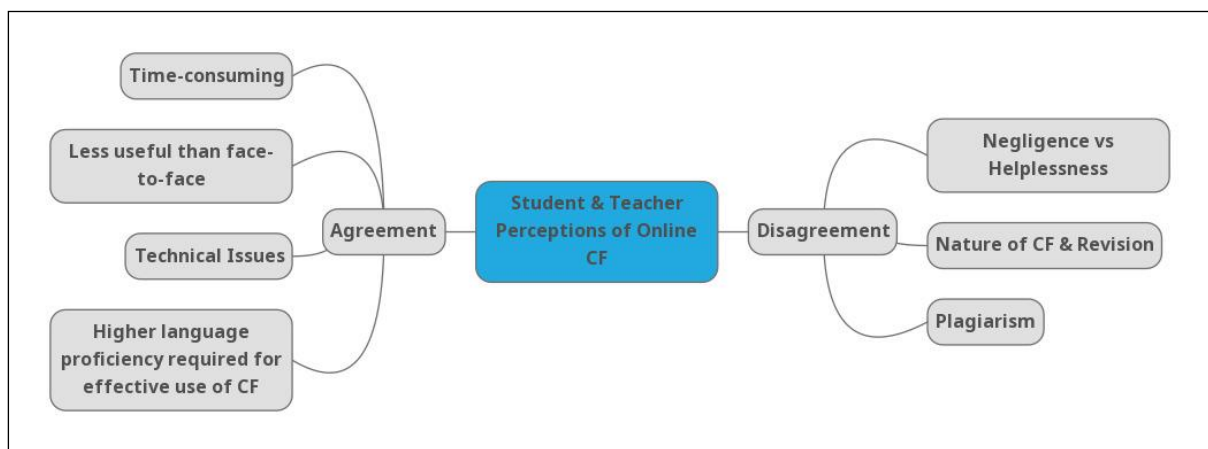 Time-consuming
Less useful than face-
to-face
Technical Issues
Higher language
proficiency required for
effective use of CF
Agreement
Student & Teacher
Perceptions of Online
CF
Disagreement
Negligence vs
Helplessness
Nature of CF & Revision
Plagiarism